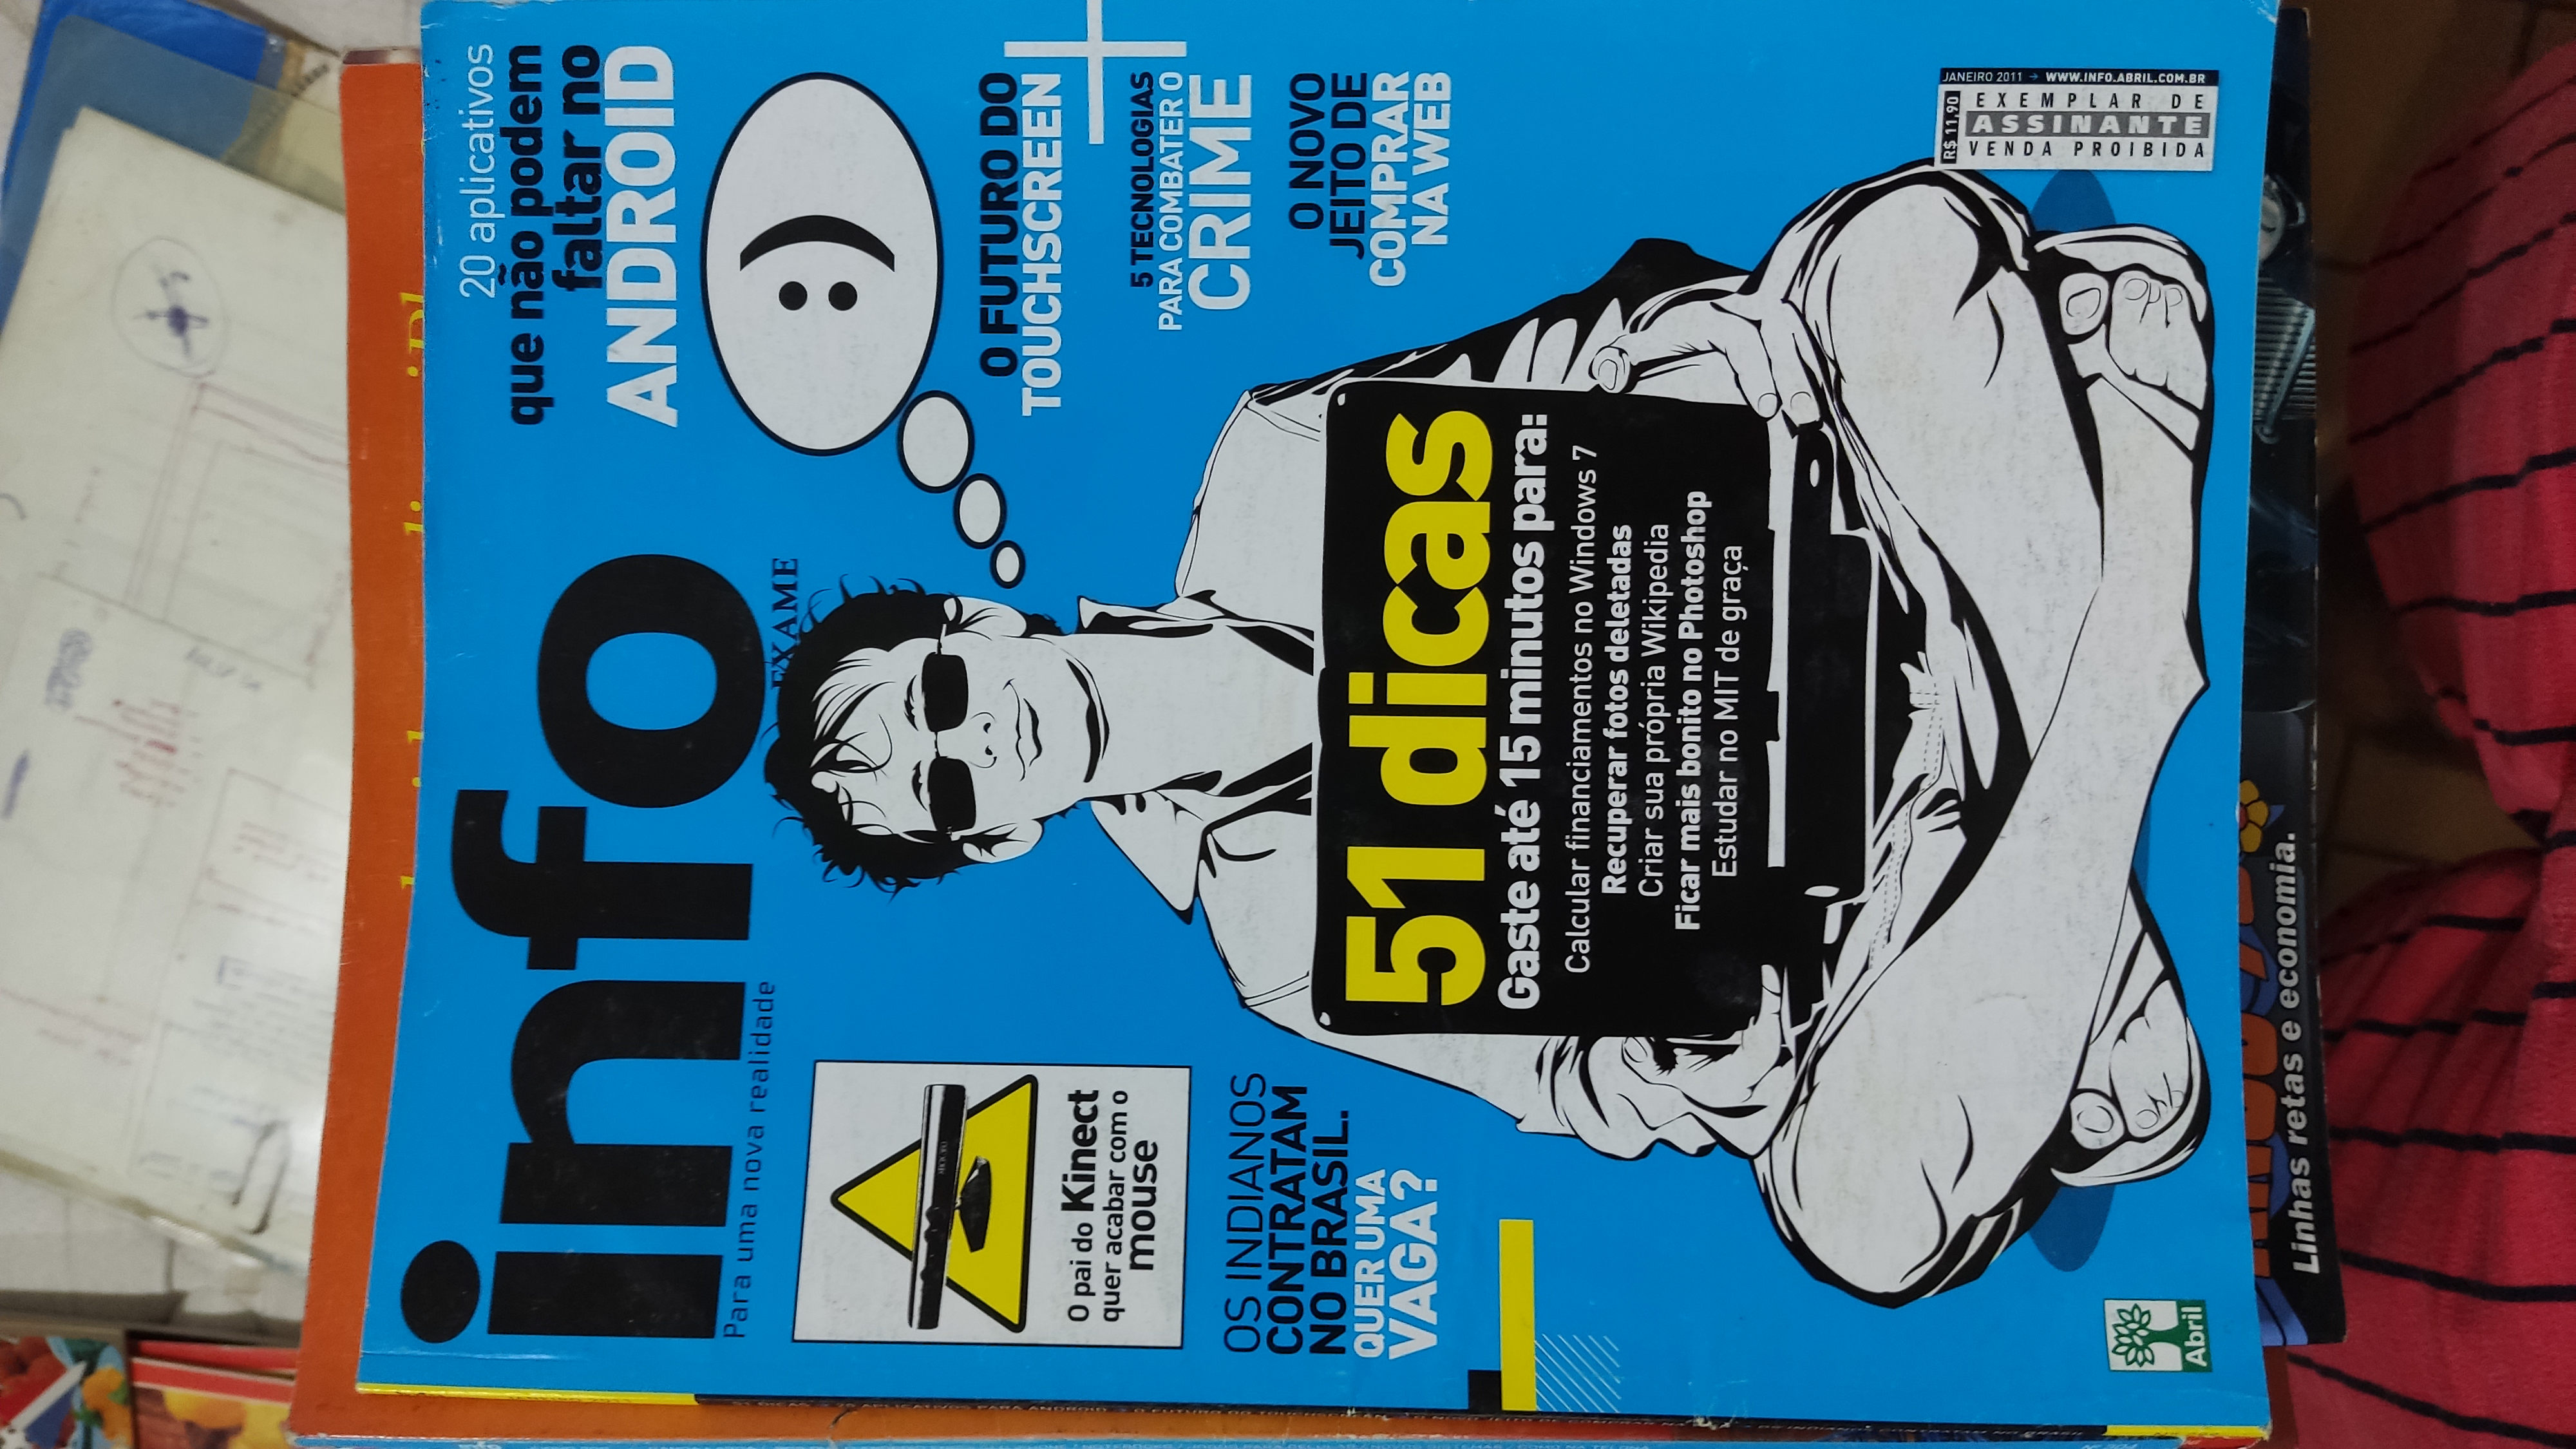 info
Para uma nova realidade
EXAME
20 aplicativos
que não podem
faltar no
ANDROID
:)
XBOX 360
O pai do Kinect
quer acabar com o
mouse
OS INDIANOS
CONTRATAM
NO BRASIL.
QUER UMA
VAGA?
O FUTURO DO
TOUCHSCREEN
+
5 TECNOLOGIAS
PARA COMBATER O
CRIME
O NOVO
JEITO DE
COMPRAR
NA WEB
51 dicas
Gaste até 15 minutos para:
Calcular financiamentos no Windows 7
Recuperar fotos deletadas
Criar sua própria Wikipedia
Ficar mais bonito no Photoshop
Estudar no MIT de graça
R$ 11,90
JANEIRO 2011 → WWW.INFO.ABRIL.COM.BR
EXEMPLAR DE
ASSINANTE
VENDA PROIBIDA
Abril
Linhas retas e economia.